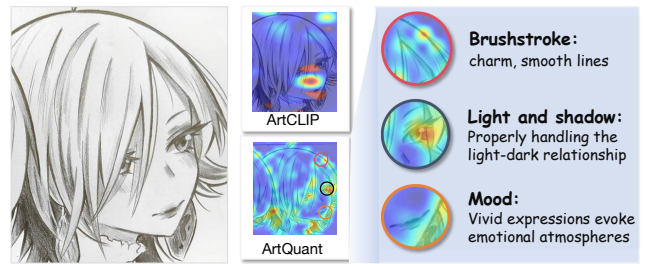 ArtCLIP
ArtQuant
Brushstroke:
charm, smooth lines
Light and shadow:
Properly handling the
light-dark relationship
Mood:
Vivid expressions evoke
emotional atmospheres